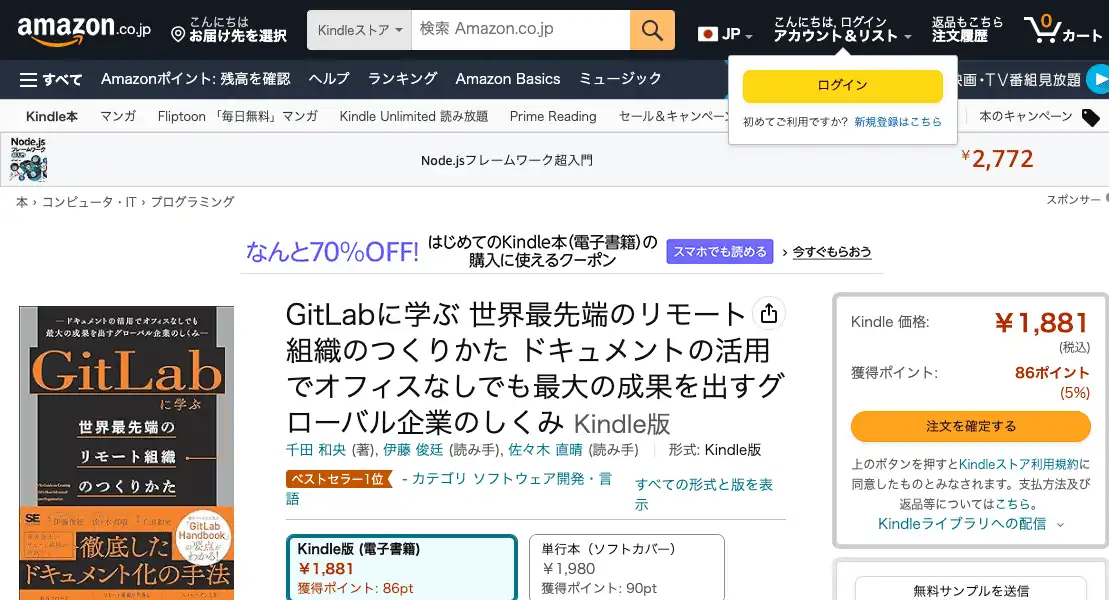 amazon.co.jp
こんにちは
お届け先を選択
Kindleストア
検索 Amazon.co.jp
JP
こんにちは, ログイン
アカウント＆リスト
返品もこちら
注文履歴
0
カート
すべて
Amazonポイント: 残高を確認
ヘルプ
ランキング
Amazon Basics
ミュージック
映画・TV番組見放題
ログイン
初めてご利用ですか? 新規登録はこちら
Kindle本
マンガ
Fliptoon 「毎日無料」マンガ
Kindle Unlimited 読み放題
Prime Reading
セール＆キャンペーン
本のキャンペーン
Node.js
フレームワーク
Node.jsフレームワーク超入門
¥2,772
本 › コンピュータ・IT › プログラミング
スポンサー
なんと70%OFF!
はじめてのKindle本(電子書籍)の
購入に使えるクーポン
スマホでも読める
› 今すぐもらおう
―ドキュメントの活用でオフィスなしでも
最大の成果を出すグローバル企業のしくみ―
GitLab
に学ぶ
世界最先端の
リモート組織
のつくりかた
SE
「GitLab
Handbook」
の要点が
わかる!
徹底した
ドキュメント化の手法
GitLabに学ぶ 世界最先端のリモート
組織のつくりかた ドキュメントの活用
でオフィスなしでも最大の成果を出すグ
ローバル企業のしくみ Kindle版
千田 和央 (著), 伊藤 俊廷 (読み手), 佐々木 直晴 (読み手)
形式: Kindle版
ベストセラー1位
- カテゴリ ソフトウェア開発・言
語
すべての形式と版を表
示
Kindle版 (電子書籍)
¥1,881
獲得ポイント: 86pt
単行本（ソフトカバー）
¥1,980
獲得ポイント: 90pt
Kindle 価格:
¥1,881
(税込)
獲得ポイント:
86ポイント
(5%)
注文を確定する
上のボタンを押すとKindleストア利用規約に
同意したものとみなされます。支払方法及び
返品等についてはこちら。
Kindleライブラリへの配信
無料サンプルを送信